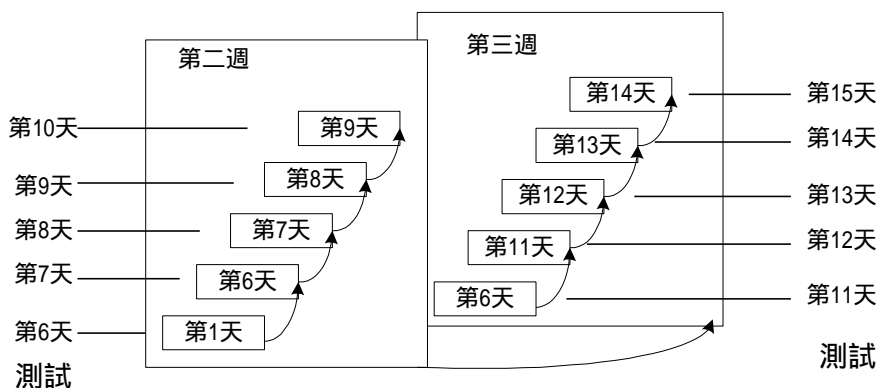 第二週
第10天
第9天
第9天
第8天
第8天
第7天
第7天
第6天
第6天
第1天
測試
第三週
第14天
第15天
第13天
第14天
第12天
第13天
第11天
第12天
第6天
第11天
測試